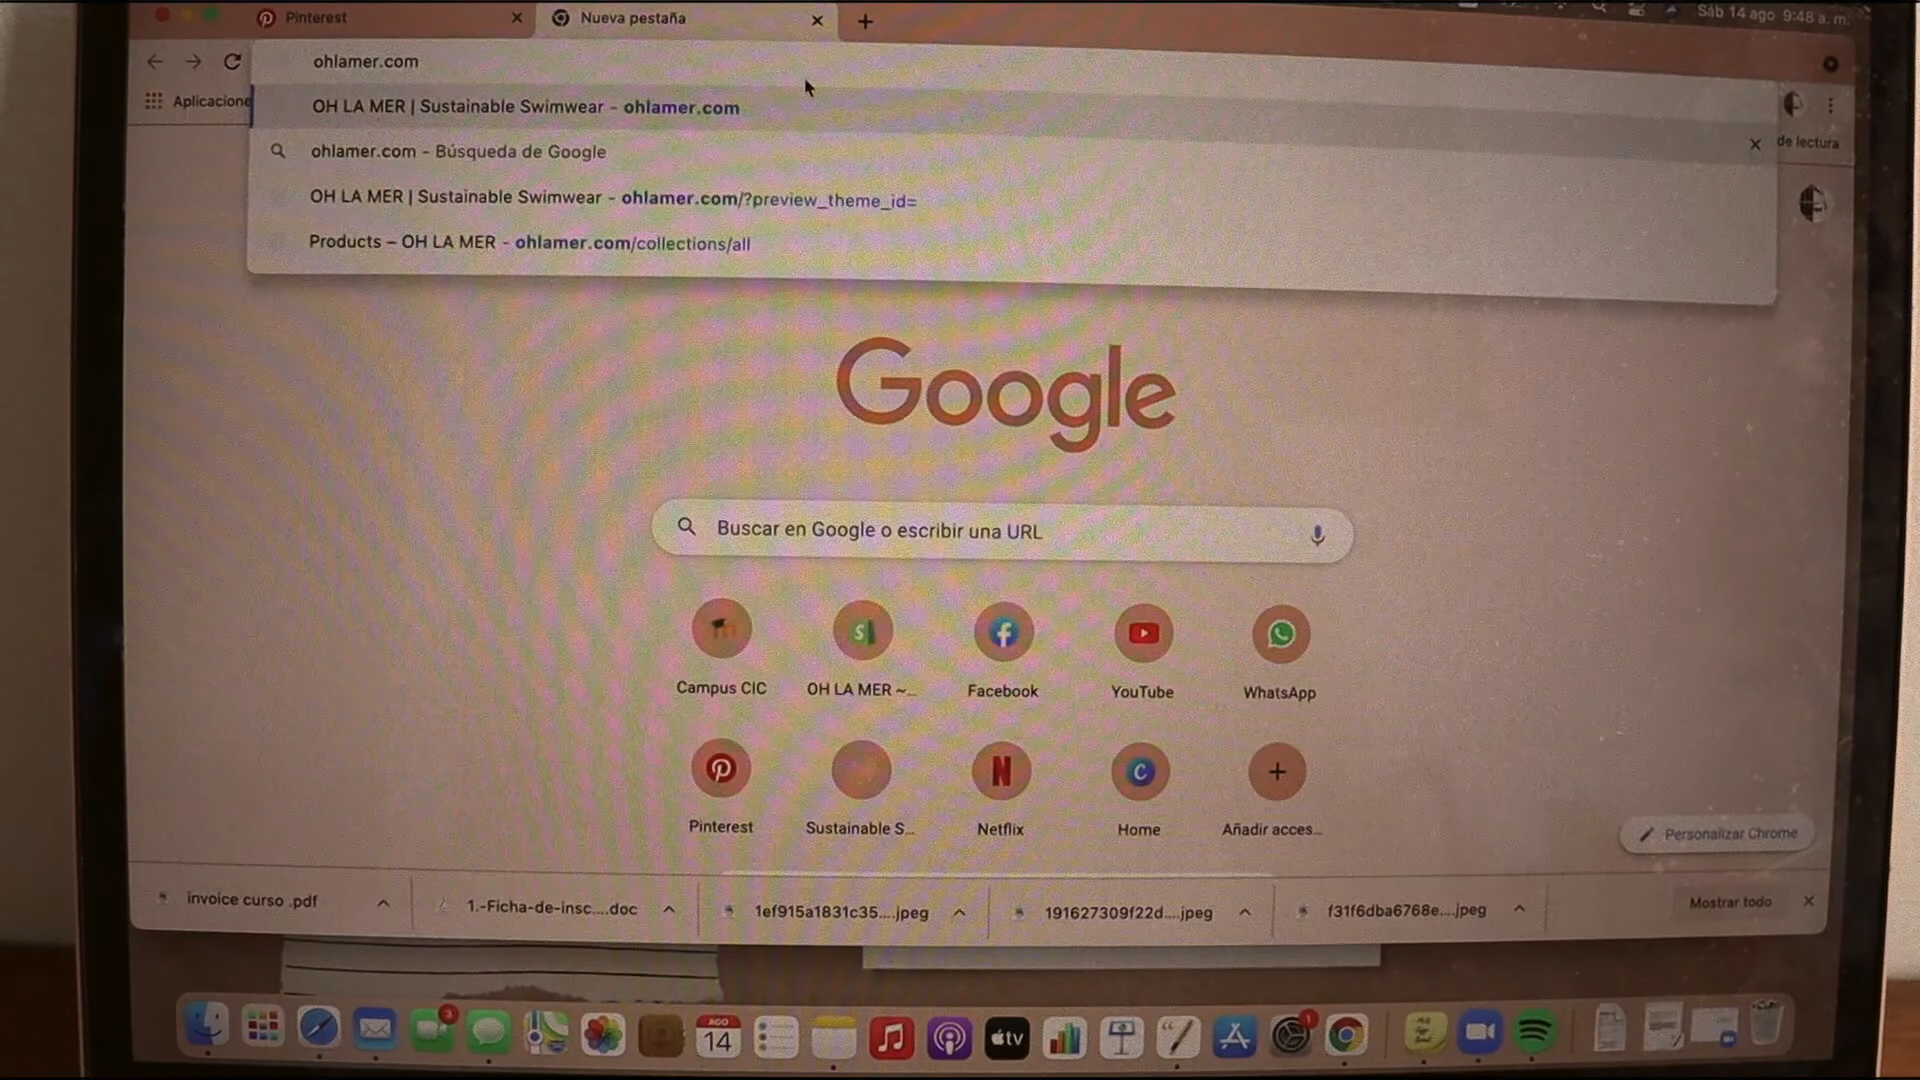 Sáb 14 ago 9:48 a. m.
Pinterest
Nueva pestaña
ohlamer.com
Aplicacione
OH LA MER | Sustainable Swimwear - ohlamer.com
ohlamer.com - Búsqueda de Google
de lectura
OH LA MER | Sustainable Swimwear - ohlamer.com/?preview_theme_id=
Products – OH LA MER - ohlamer.com/collections/all
Google
Buscar en Google o escribir una URL
Campus CIC
OH LA MER ~...
Facebook
YouTube
WhatsApp
Pinterest
Sustainable S...
Netflix
Home
Añadir acces...
Personalizar Chrome
invoice curso .pdf
1.-Ficha-de-insc....doc
1ef915a1831c35....jpeg
191627309f22d....jpeg
f31f6dba6768e....jpeg
Mostrar todo
3
AGO
14
tv
1